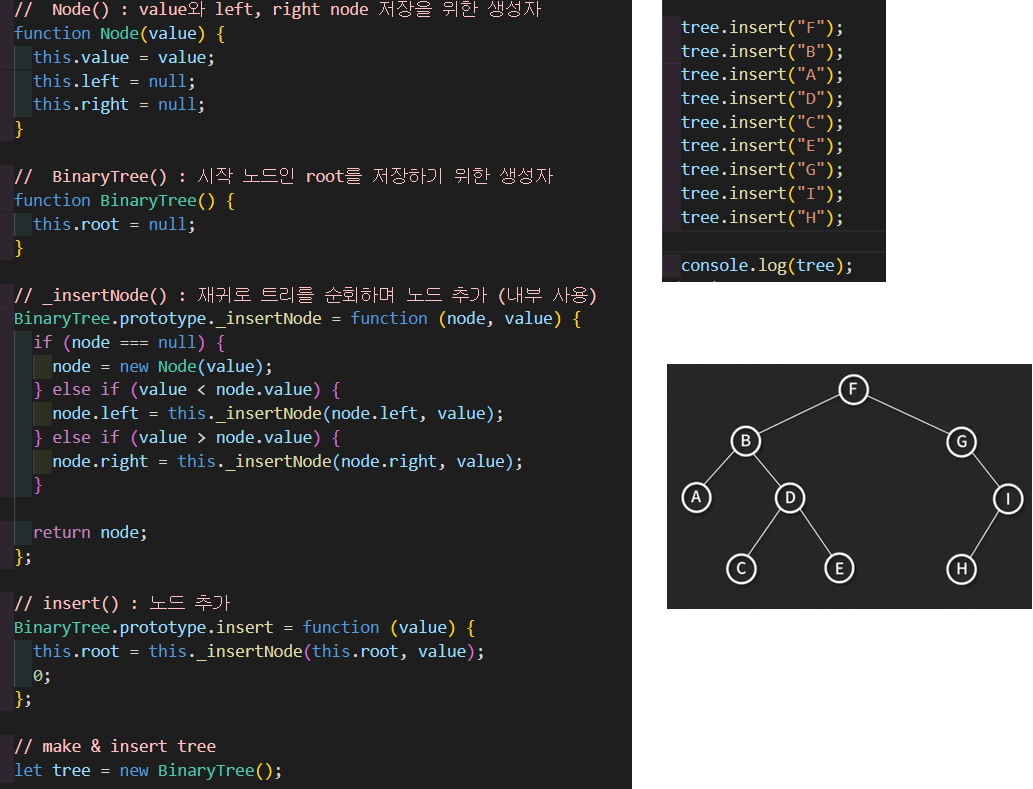 //  Node() : value와 left, right node 저장을 위한 생성자
function Node(value) {
  this.value = value;
  this.left = null;
  this.right = null;
}
//  BinaryTree() : 시작 노드인 root를 저장하기 위한 생성자
function BinaryTree() {
  this.root = null;
}
// _insertNode() : 재귀로 트리를 순회하며 노드 추가 (내부 사용)
BinaryTree.prototype._insertNode = function (node, value) {
  if (node === null) {
    node = new Node(value);
  } else if (value < node.value) {
    node.left = this._insertNode(node.left, value);
  } else if (value > node.value) {
    node.right = this._insertNode(node.right, value);
  }
  return node;
};
// insert() : 노드 추가
BinaryTree.prototype.insert = function (value) {
  this.root = this._insertNode(this.root, value);
  0;
};
// make & insert tree
let tree = new BinaryTree();
tree.insert("F");
tree.insert("B");
tree.insert("A");
tree.insert("D");
tree.insert("C");
tree.insert("E");
tree.insert("G");
tree.insert("I");
tree.insert("H");
console.log(tree);
F
B G
A D I
C E H